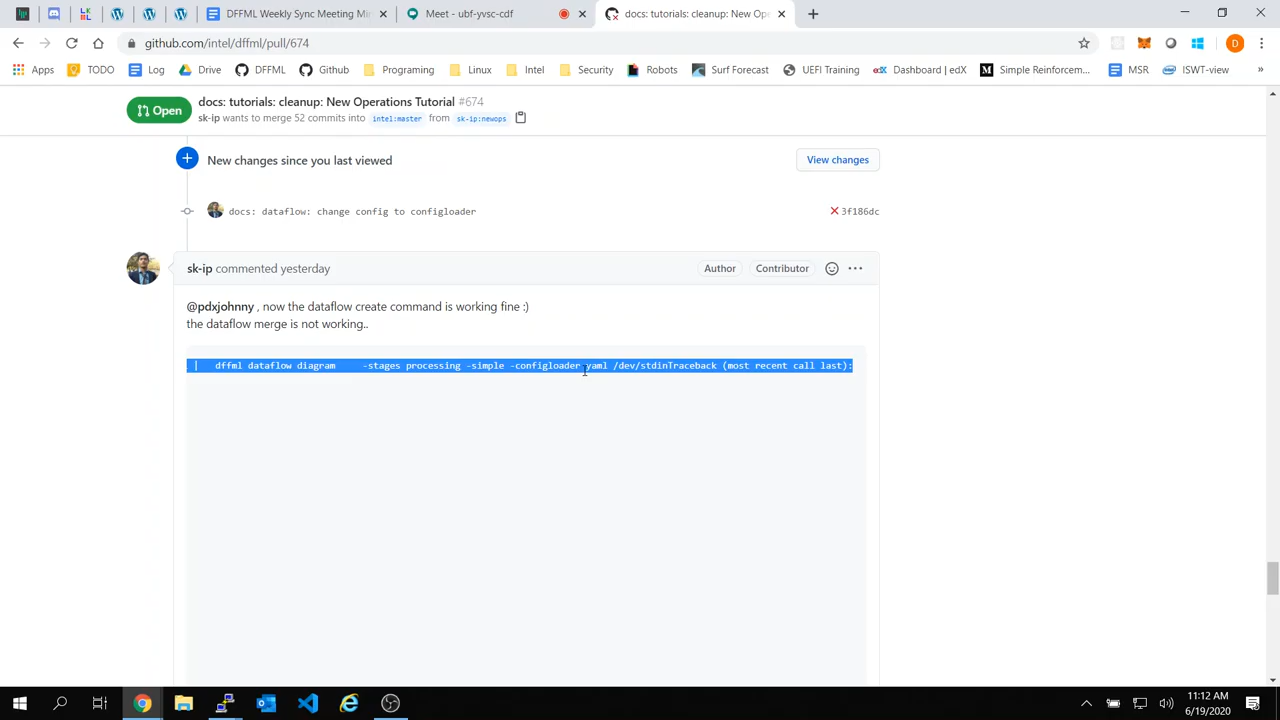 DFFML Weekly Sync Meeting Mi
Meet - ubf-yvsc-cdf
docs: tutorials: cleanup: New Ope
github.com/intel/dffml/pull/674
D
Apps
TODO
Log
Drive
DFFML
Github
Programming
Linux
Intel
Security
Robots
Surf Forecast
UEFI Training
Dashboard | edX
Simple Reinforcem...
MSR
ISWT-view
»
Open
docs: tutorials: cleanup: New Operations Tutorial #674
sk-ip wants to merge 52 commits into intel:master from sk-ip:newops
New changes since you last viewed
View changes
docs: dataflow: change config to configloader
3f186dc
sk-ip commented yesterday
Author
Contributor
@pdxjohnny , now the dataflow create command is working fine :)
the dataflow merge is not working..
| dffml dataflow diagram -stages processing -simple -configloader yaml /dev/stdinTraceback (most recent call last):
11:12 AM
6/19/2020